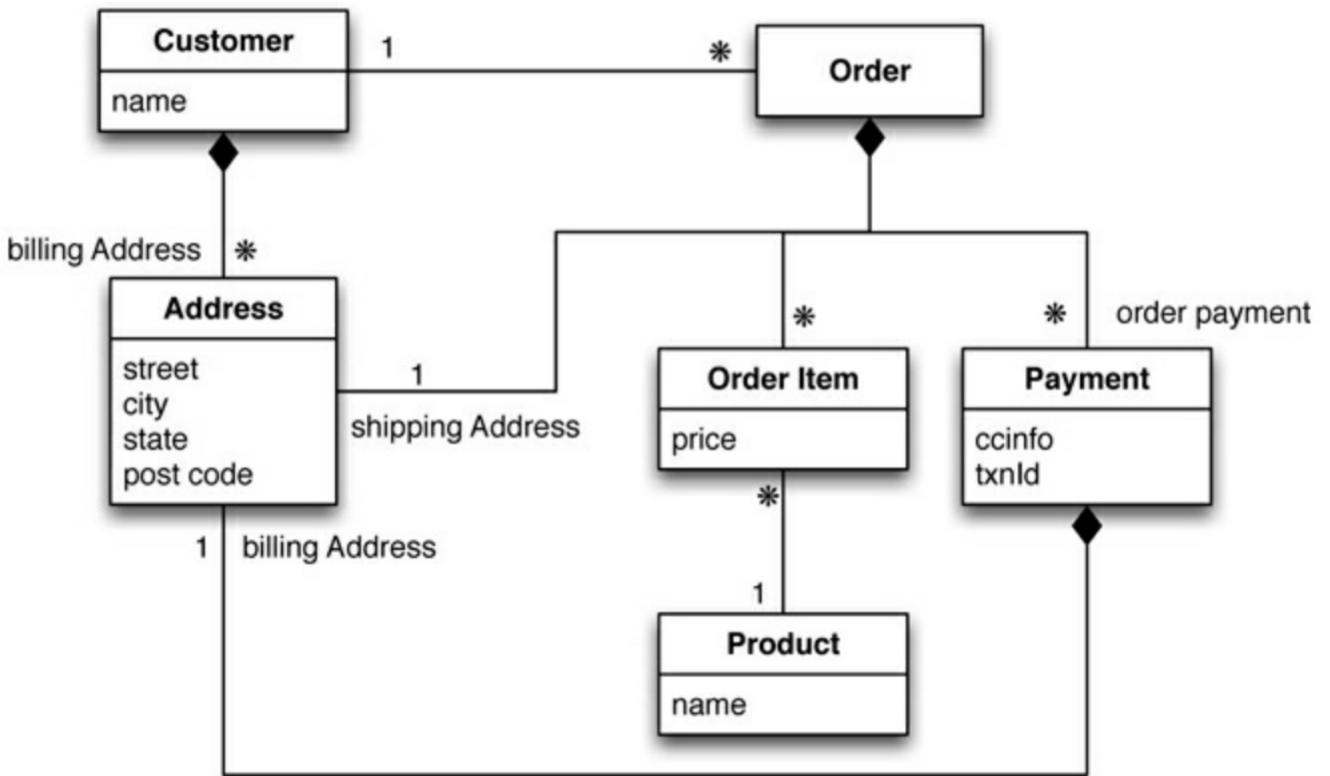 Customer
name
1
*
Order
billing Address
*
Address
street
city
state
post code
1
shipping Address
*
Order Item
price
*
order payment
Payment
ccinfo
txnId
*
1
Product
name
1
billing Address